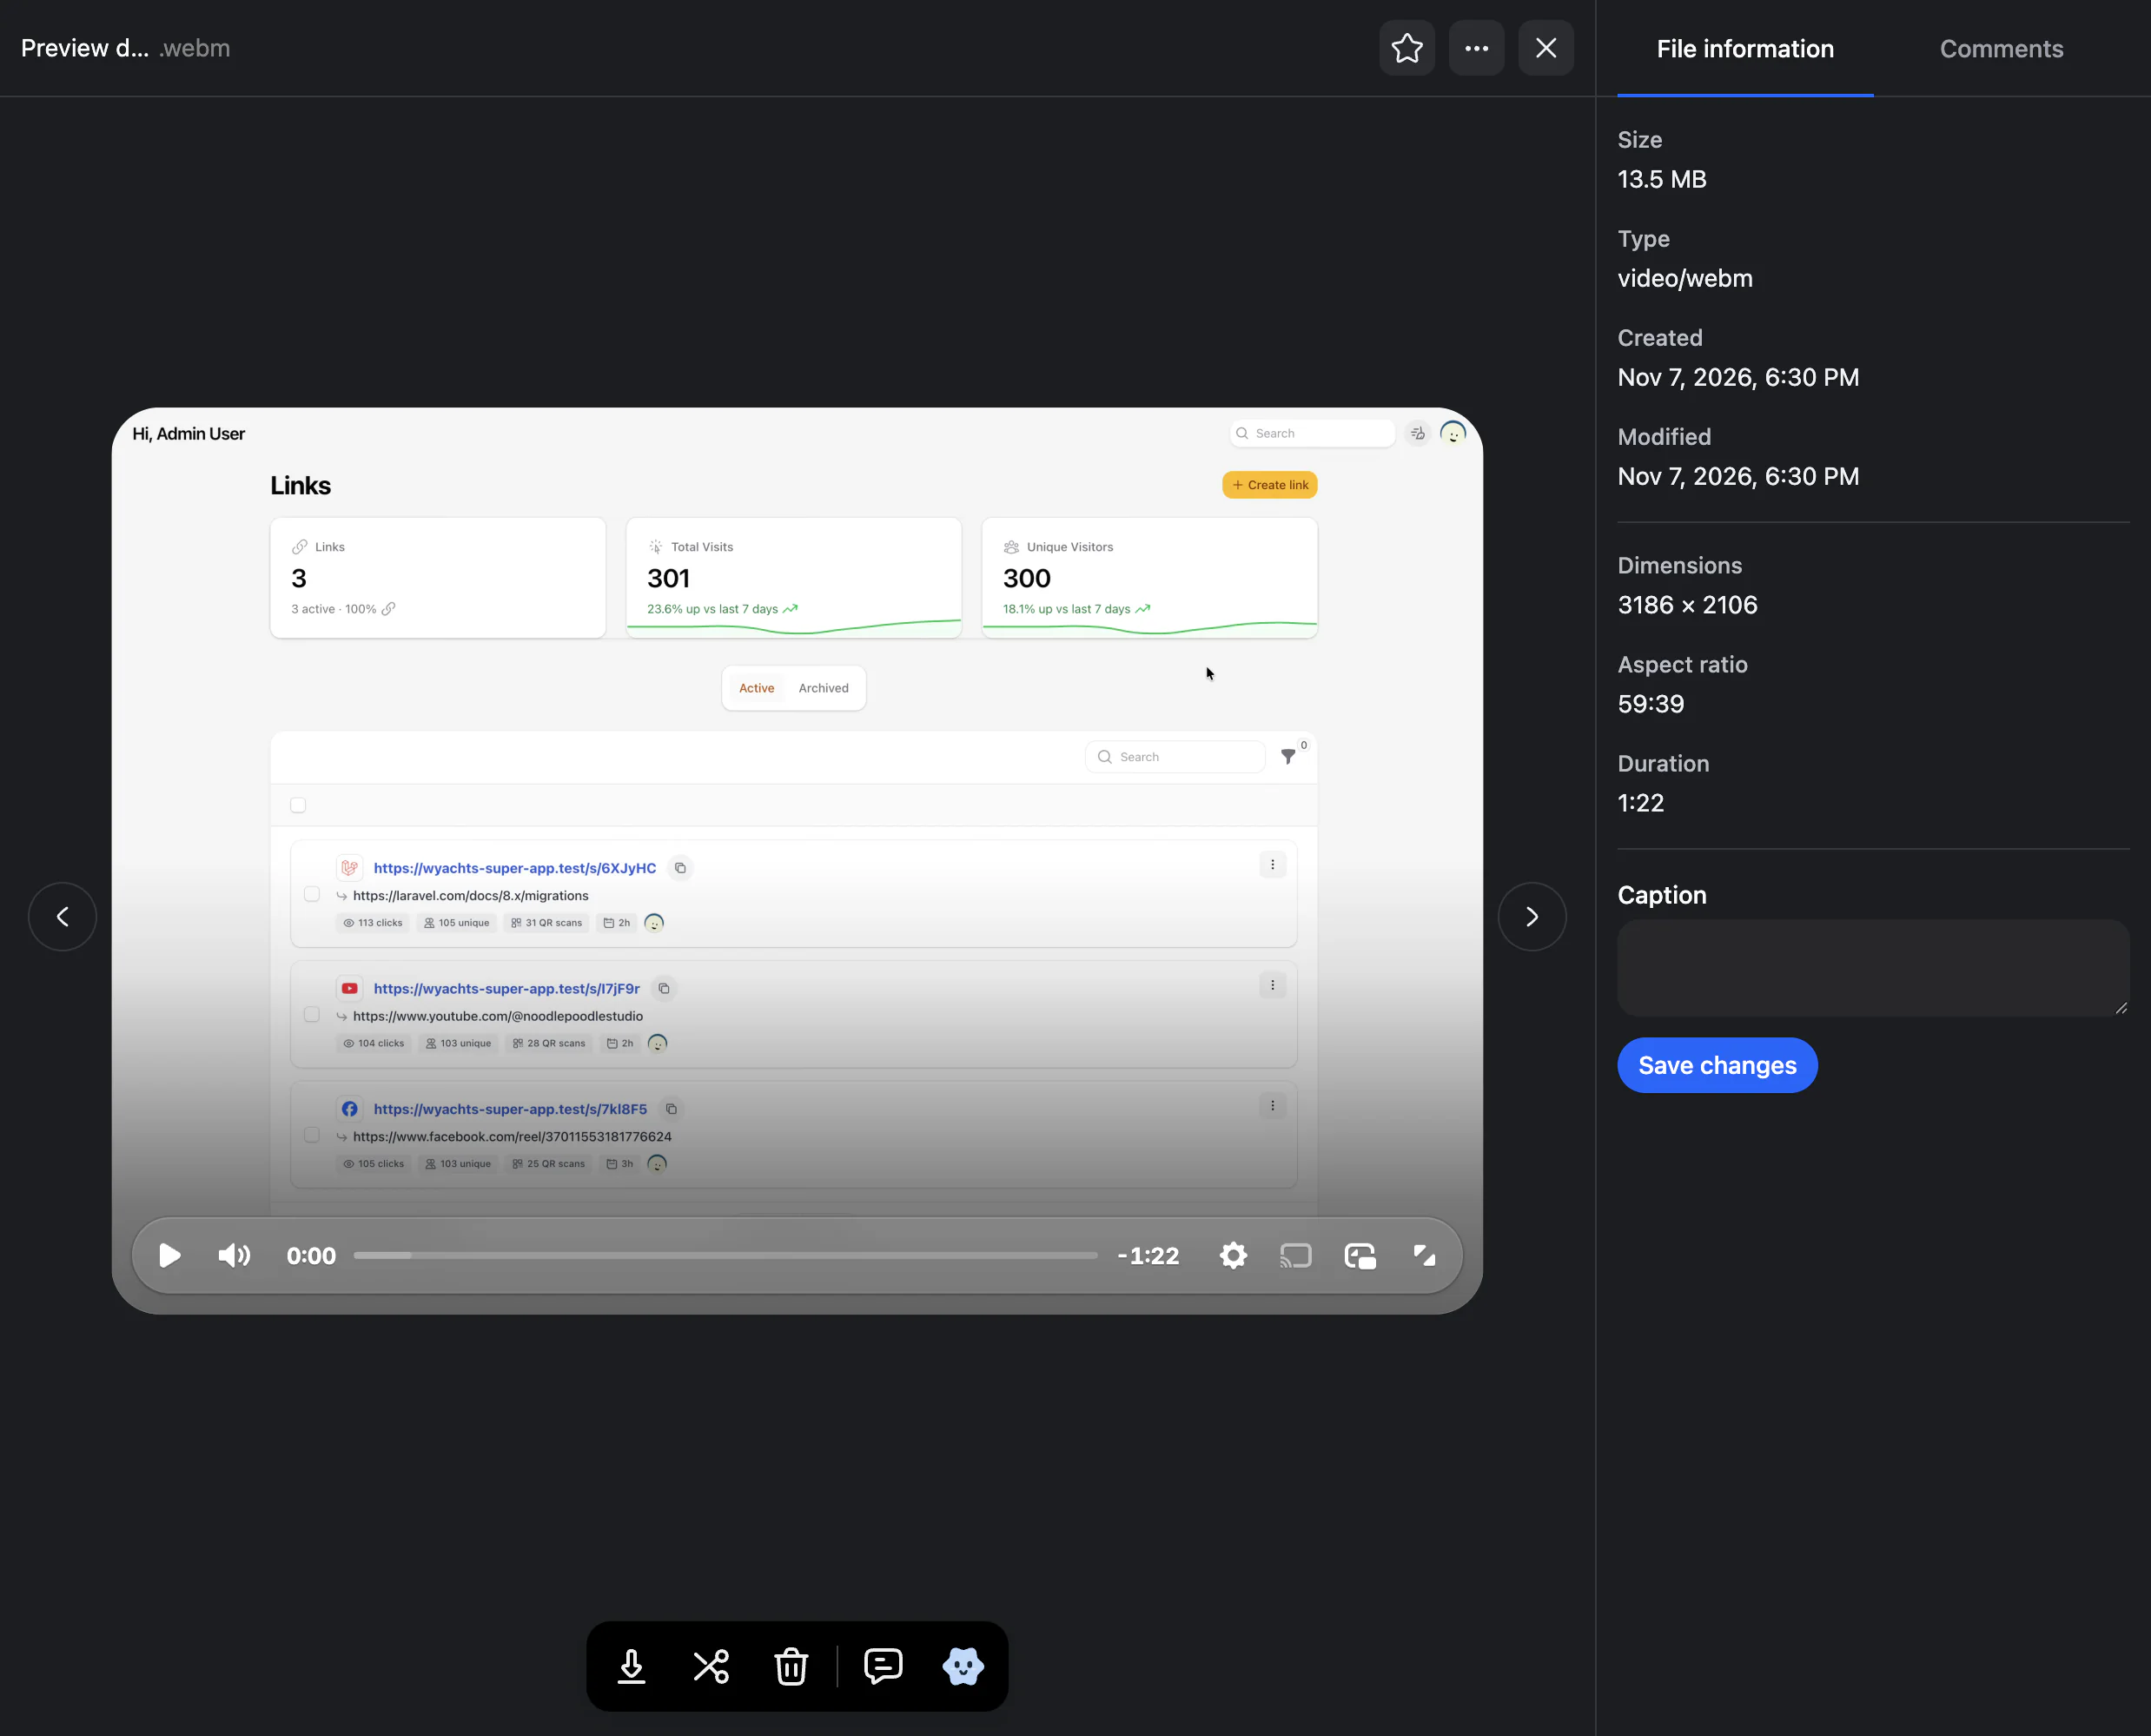 Preview d... .webm
File information
Comments
Size
13.5 MB
Type
video/webm
Created
Nov 7, 2026, 6:30 PM
Modified
Nov 7, 2026, 6:30 PM
Dimensions
3186 × 2106
Aspect ratio
59:39
Duration
1:22
Caption
Save changes
Hi, Admin User
Search
Links
+ Create link
Links
3
3 active · 100%
Total Visits
301
23.6% up vs last 7 days
Unique Visitors
300
18.1% up vs last 7 days
Active
Archived
Search
0
https://wyachts-super-app.test/s/6XJyHC
https://laravel.com/docs/8.x/migrations
113 clicks 105 unique 31 QR scans 2h
https://wyachts-super-app.test/s/I7jF9r
https://www.youtube.com/@noodlepoodlestudio
104 clicks 103 unique 28 QR scans 2h
https://wyachts-super-app.test/s/7kI8F5
https://www.facebook.com/reel/37011553181776624
105 clicks 103 unique 25 QR scans 3h
0:00
-1:22